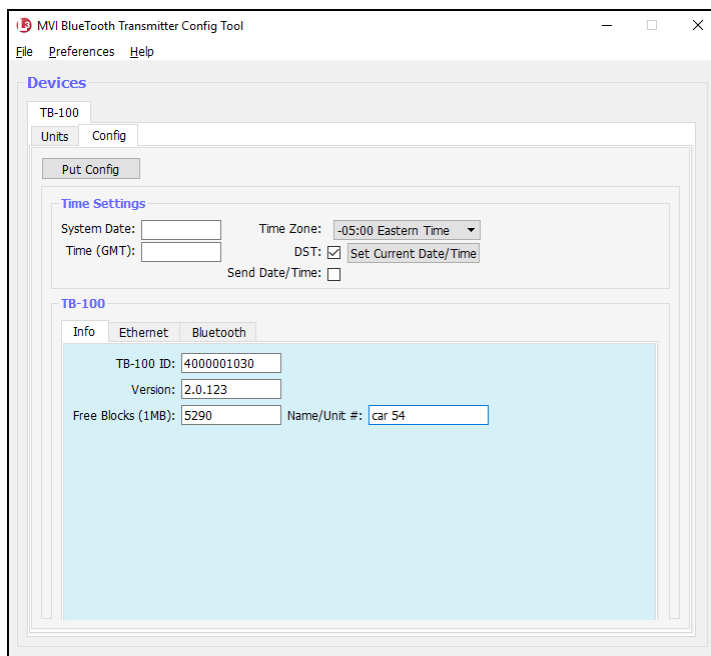 L3 MVI BlueTooth Transmitter Config Tool
File Preferences Help
Devices
TB-100
Units Config
Put Config
Time Settings
System Date: Time Zone: -05:00 Eastern Time
Time (GMT): DST: Set Current Date/Time
Send Date/Time:
TB-100
Info Ethernet Bluetooth
TB-100 ID: 4000001030
Version: 2.0.123
Free Blocks (1MB): 5290 Name/Unit #: car 54